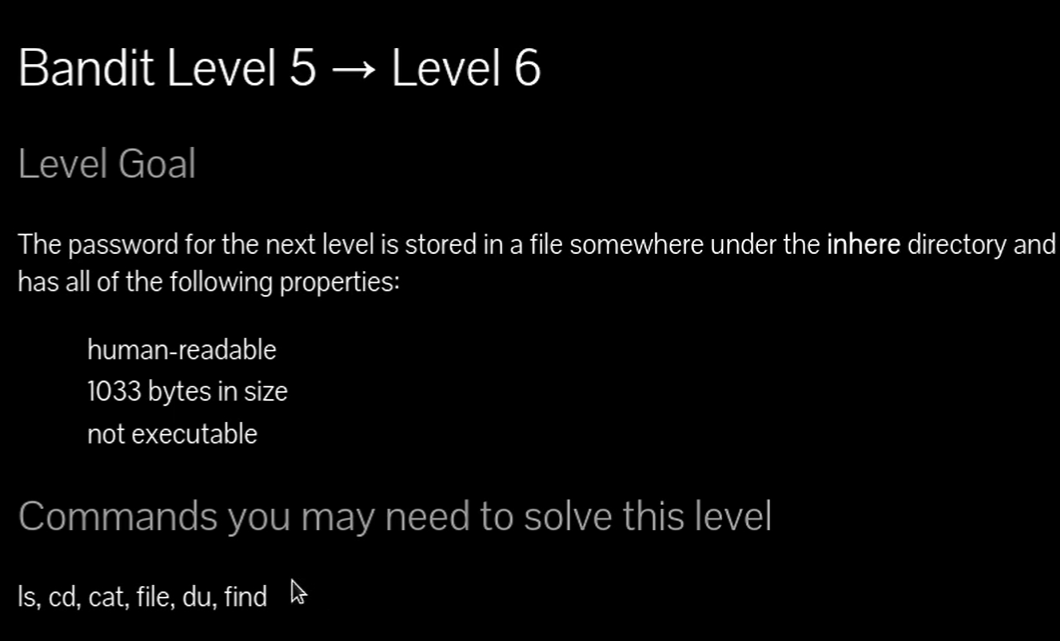 Bandit Level 5 → Level 6
Level Goal
The password for the next level is stored in a file somewhere under the inhere directory and
has all of the following properties:
human-readable
1033 bytes in size
not executable
Commands you may need to solve this level
ls, cd, cat, file, du, find